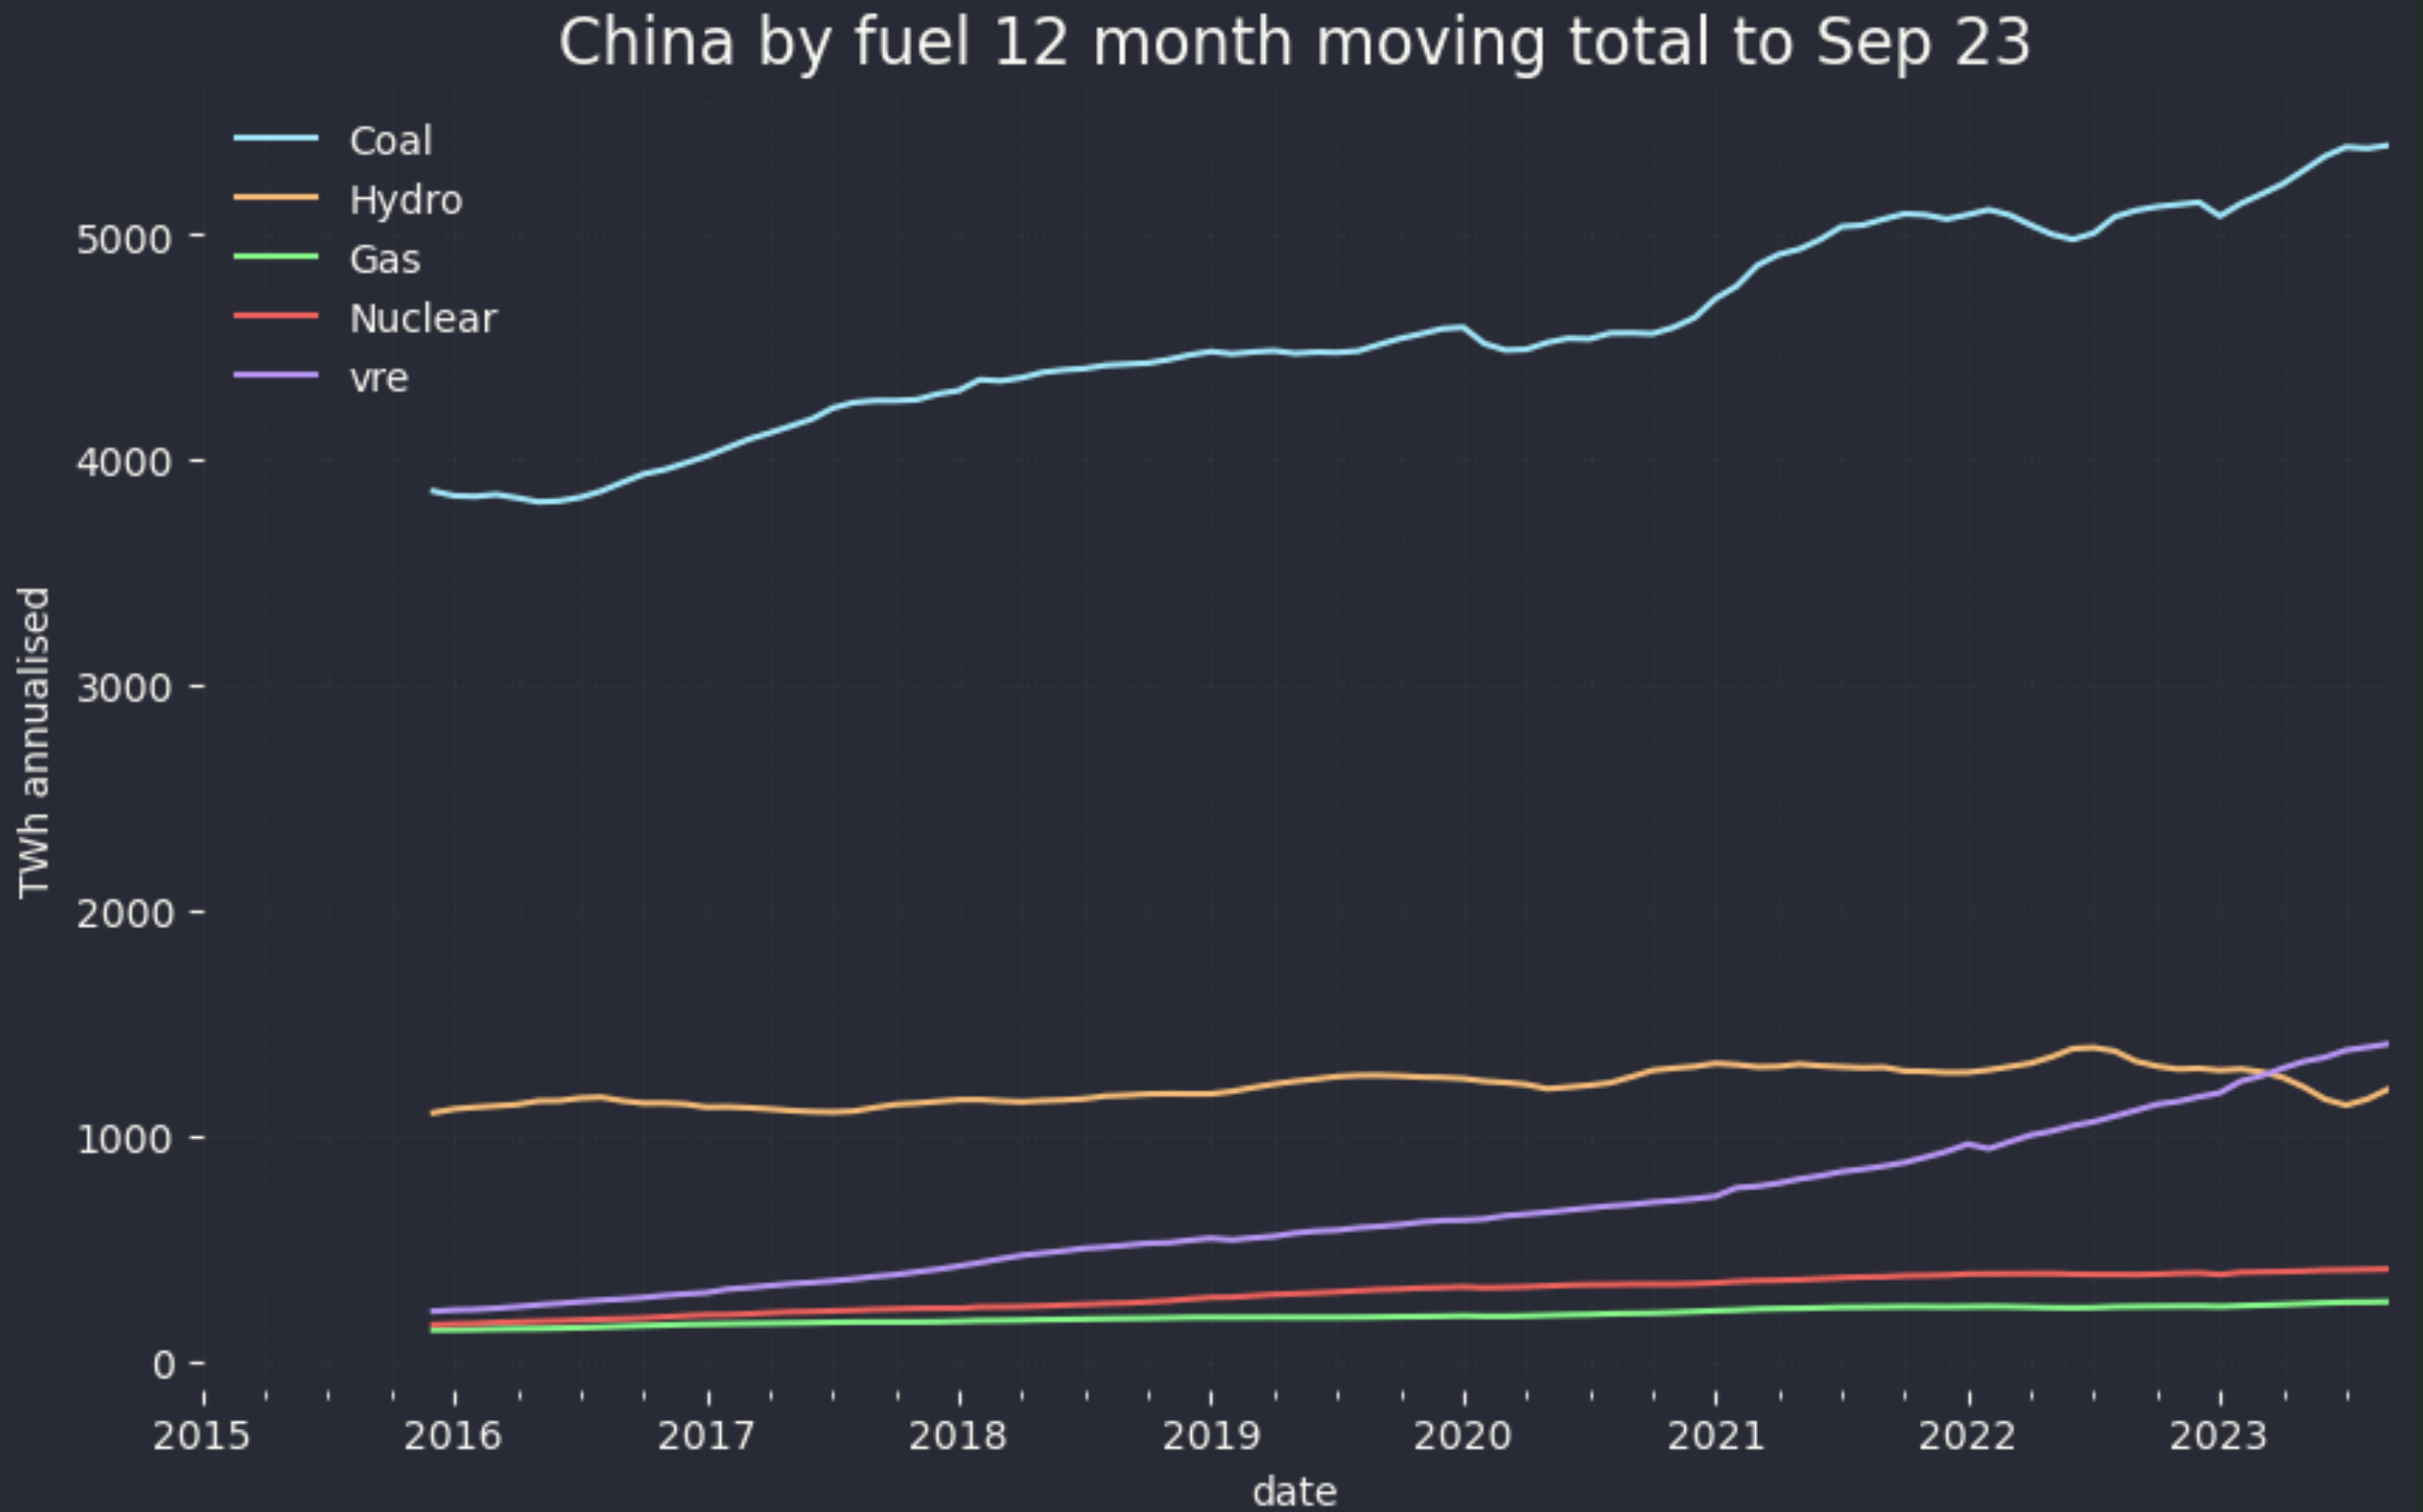 China by fuel 12 month moving total to Sep 23
Coal
Hydro
Gas
Nuclear
vre
TWh annualised
5000
4000
3000
2000
1000
0
2015 2016 2017 2018 2019 2020 2021 2022 2023
date